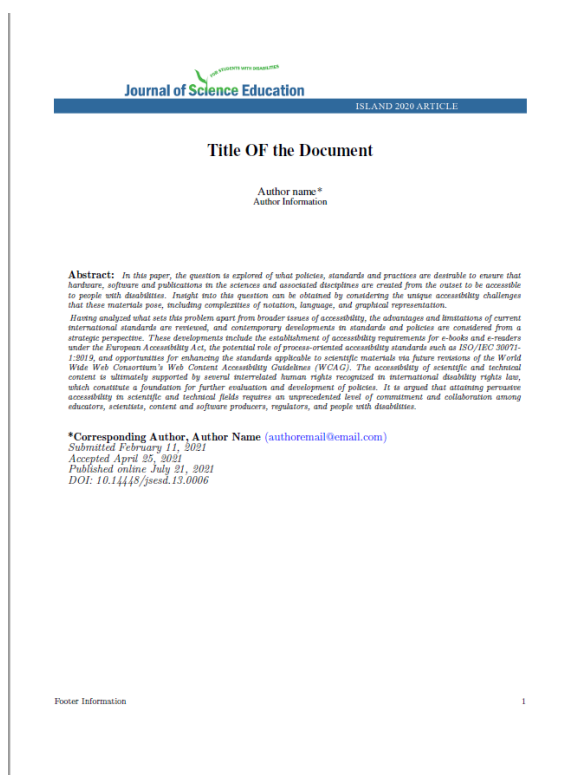 FOR STUDENTS WITH DISABILITIES
Journal of Science Education
ISLAND 2020 ARTICLE
Title OF the Document
Author name*
Author Information
Abstract: In this paper, the question is explored of what policies, standards and practices are desirable to ensure that
hardware, software and publications in the sciences and associated disciplines are created from the outset to be accessible
to people with disabilities. Insight into this question can be obtained by considering the unique accessibility challenges
that these materials pose, including complexities of notation, language, and graphical representation.
Having analyzed what sets this problem apart from broader issues of accessibility, the advantages and limitations of current
international standards are reviewed, and contemporary developments in standards and policies are considered from a
strategic perspective. These developments include the establishment of accessibility requirements for e-books and e-readers
under the European Accessibility Act, the potential role of process-oriented accessibility standards such as ISO/IEC 30071-
1:2019, and opportunities for enhancing the standards applicable to scientific materials via future revisions of the World
Wide Web Consortium's Web Content Accessibility Guidelines (WCAG). The accessibility of scientific and technical
content is ultimately supported by several interrelated human rights recognized in international disability rights law,
which constitute a foundation for further evaluation and development of policies. It is argued that attaining pervasive
accessibility in scientific and technical fields requires an unprecedented level of commitment and collaboration among
educators, scientists, content and software producers, regulators, and people with disabilities.
*Corresponding Author, Author Name (authoremail@email.com)
Submitted February 11, 2021
Accepted April 25, 2021
Published online July 21, 2021
DOI: 10.14448/jsesd.13.0006
Footer Information 1